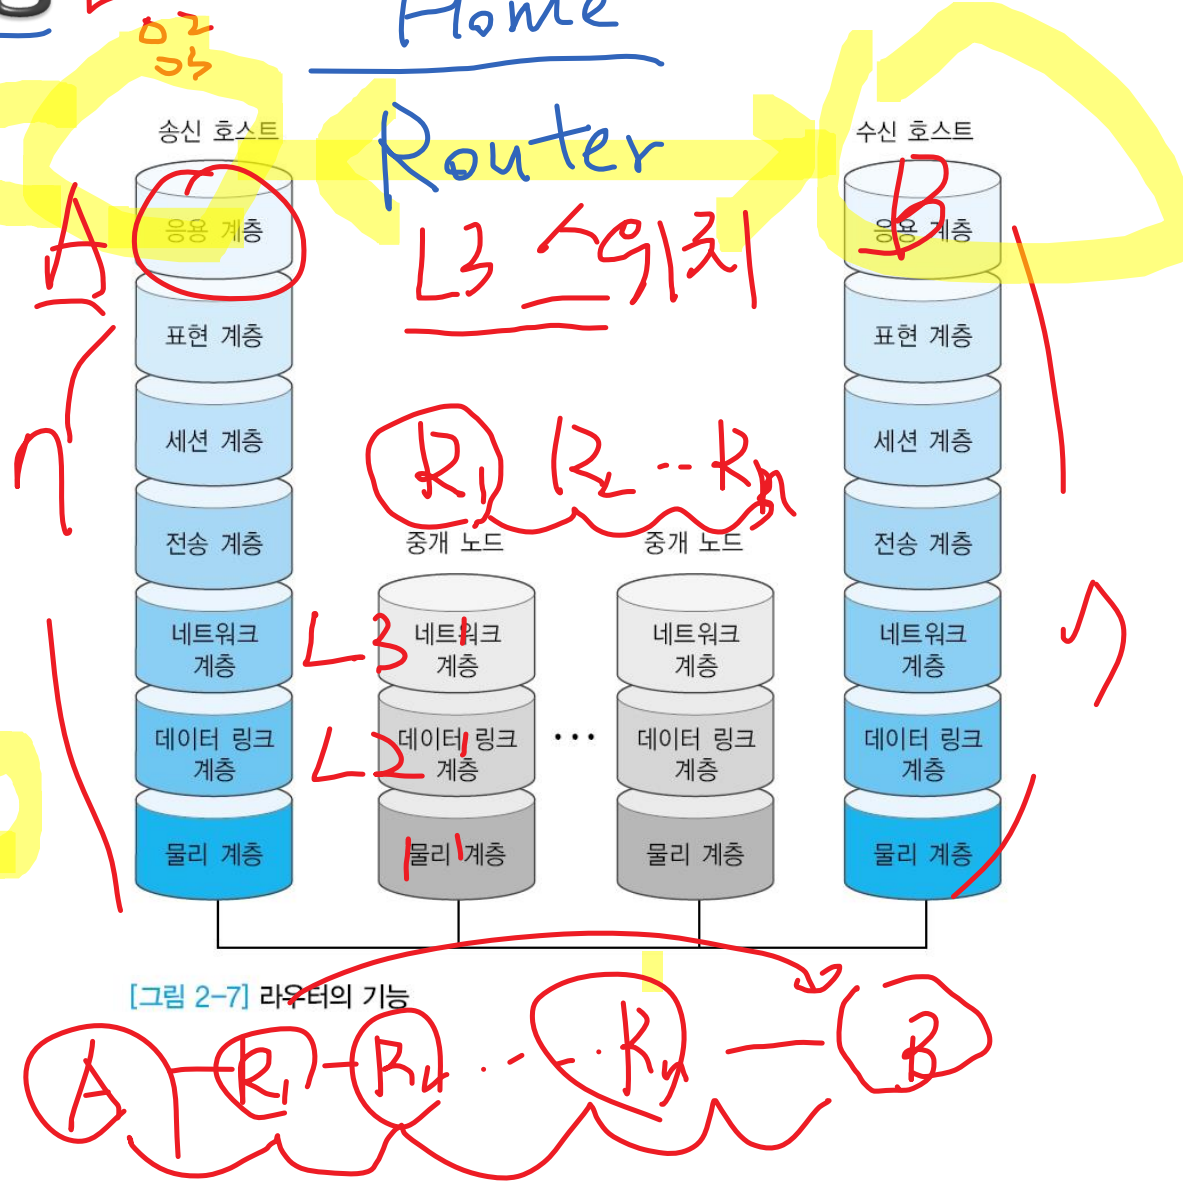 02
03
Home
Router
송신 호스트
수신 호스트
A
응용 계층
B
응용 계층
L3 스위치
표현 계층
표현 계층
세션 계층
세션 계층
R1 R2 ·· Rn
전송 계층
전송 계층
중개 노드
중개 노드
네트워크
계층
L3
네트워크
계층
네트워크
계층
네트워크
계층
데이터 링크
계층
L2
데이터 링크
계층
···
데이터 링크
계층
데이터 링크
계층
물리 계층
물리 계층
물리 계층
물리 계층
[그림 2-7] 라우터의 기능
A R1 R2 ··· Rn B